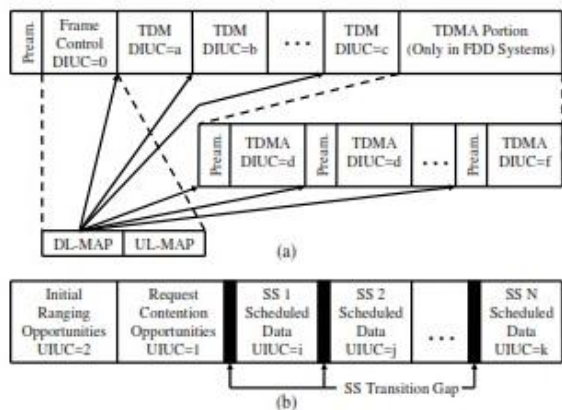 Pream.
Frame
Control
DIUC=0
TDM
DIUC=a
TDM
DIUC=b
...
TDM
DIUC=c
TDMA Portion
(Only in FDD Systems)
Pream.
TDMA
DIUC=d
Pream.
TDMA
DIUC=d
...
Pream.
TDMA
DIUC=f
DL-MAP
UL-MAP
(a)
Initial
Ranging
Opportunities
UIUC=2
Request
Contention
Opportunities
UIUC=1
SS 1
Scheduled
Data
UIUC=i
SS 2
Scheduled
Data
UIUC=j
...
SS N
Scheduled
Data
UIUC=k
SS Transition Gap
(b)